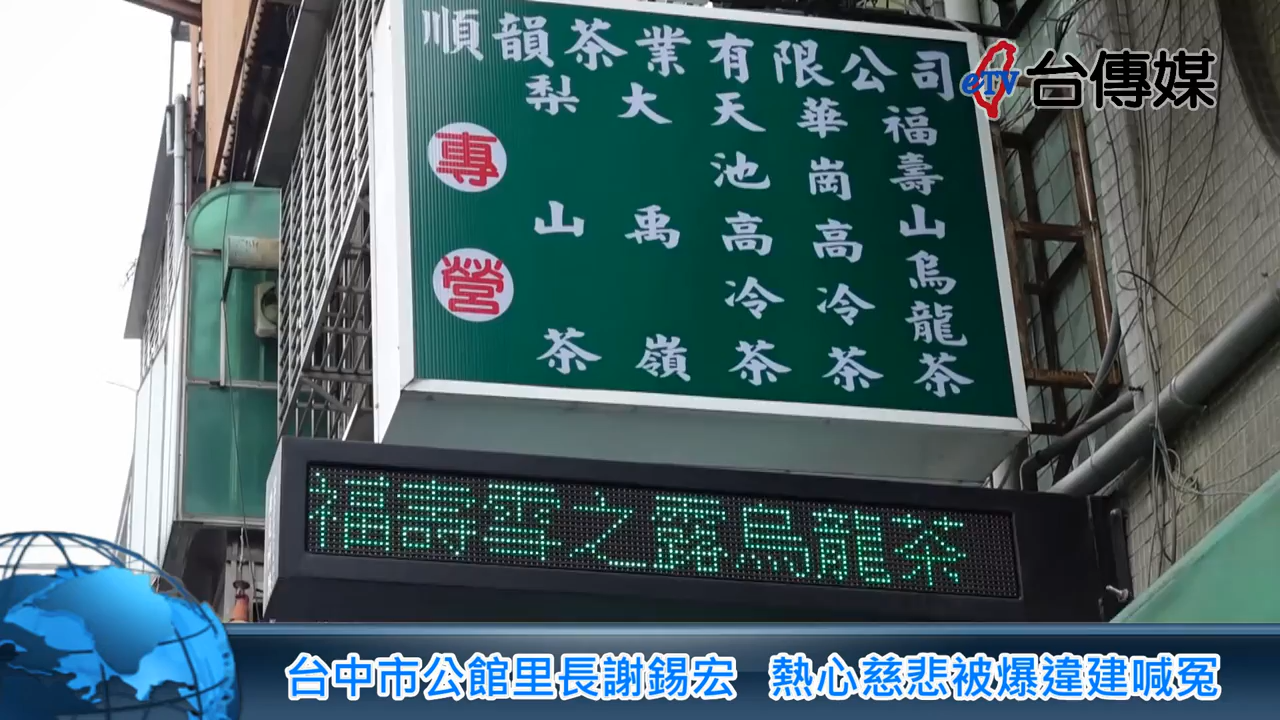 順韻茶業有限公司
專營
梨山茶
大禹嶺
天池高冷茶
華崗高冷茶
福壽山烏龍茶
eTV 台傳媒
福壽雪之露烏龍茶
台中市公館里長謝錫宏 熱心慈悲被爆違建喊冤